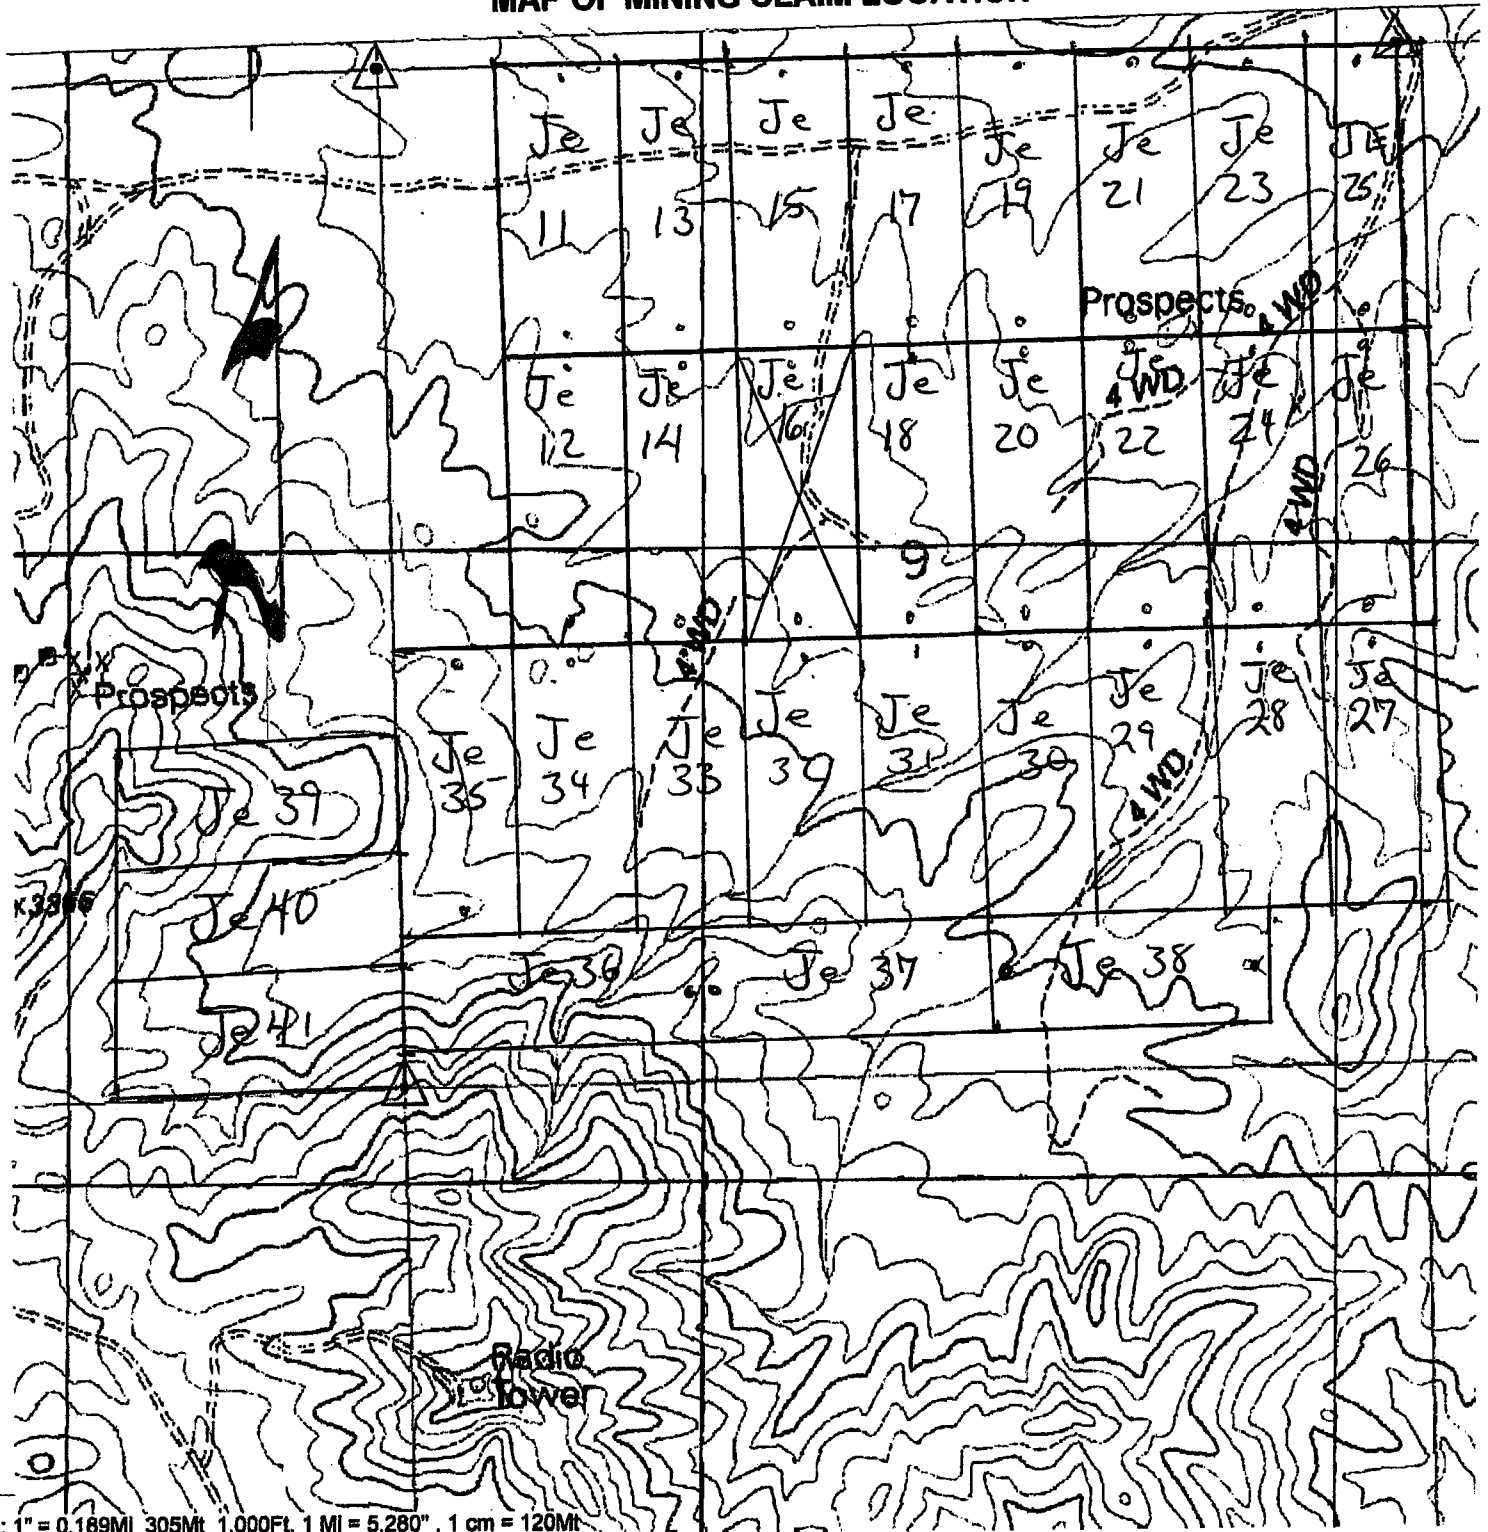 MAP OF MINING CLAIM LOCATION
Je Je Je Je Je Je Je Je
11 13 15 17 19 21 23 25
Prospects
4 WD
Je Je Je Je Je Je Je Je
4 WD
12 14 16 18 20 22 24 26
4 WD
9
4 WD
Prospects
Je Je Je Je Je Je Je Je Je
35 34 33 32 31 30 29 28 27
4 WD
Je 39
Je 40
Je 36 Je 37 Je 38
Je 41
Radio
Tower
: 1" = 0.189Mi 305Mt 1,000Ft, 1 Mi = 5,280" , 1 cm = 120Mt